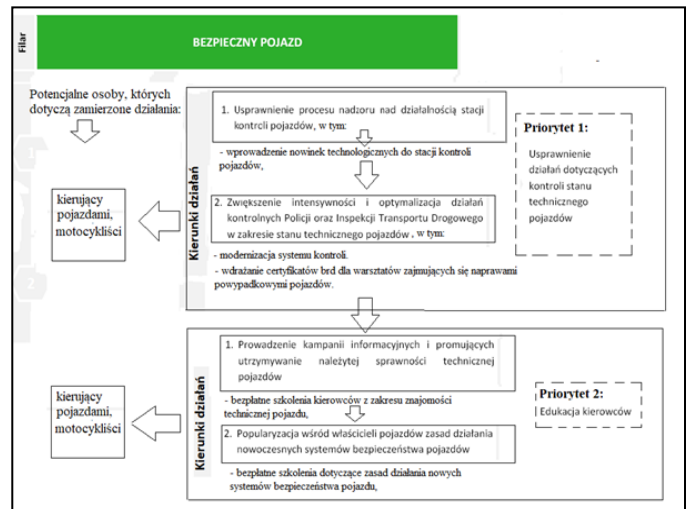 Filar
BEZPIECZNY POJAZD
Potencjalne osoby, których
dotyczą zamierzone działania:
Kierunki działań
1. Usprawnienie procesu nadzoru nad działalnością stacji
kontrcli pojazdów, w tym:
- wprowadzenie nowinek technologicznych do stacji kontroli
pojazdów,
2. Zwiększenie intensywności i optymalizacja działań
kontrolnych Policji oraz Inspekcji Transportu Drogowego
w zakresie stanu technicznego pojazdów, w tym:
- modernizacja systemu kontroli.
- wdrażanie certyfikatów brd dla warsztatów zajmujących się naprawami
powypadkowymi pojazdów.
Priorytet 1:
Usprawnienie
działań dotyczących
kontroli stanu
technicznego
pojazdów
kierujący
pojazdami,
motocykliści
Kierunki działań
1. Prowadzenie kampanii informacyjnych i promujących
utrzymywanie należytej sprawności technicznej
pojazdów
- bezpłatne szkolenia kierowców z zakresu znajomości
technicznej pojazdu,
2. Popularyzacja wśród właścicieli pojazdów zasad działania
nowoczesnych systemów bezpieczeństwa pojazdów
- bezpłatne szkolenia dotyczące zasad działania nowych
systemów bezpieczeństwa pojazdu,
Priorytet 2:
Edukacja kierowców
kierujący
pojazdami,
motocykliści